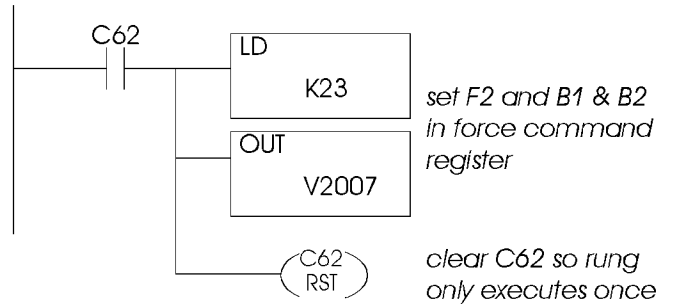 C62
LD
K23
set F2 and B1 & B2
in force command
register
OUT
V2007
C62
RST
clear C62 so rung
only executes once